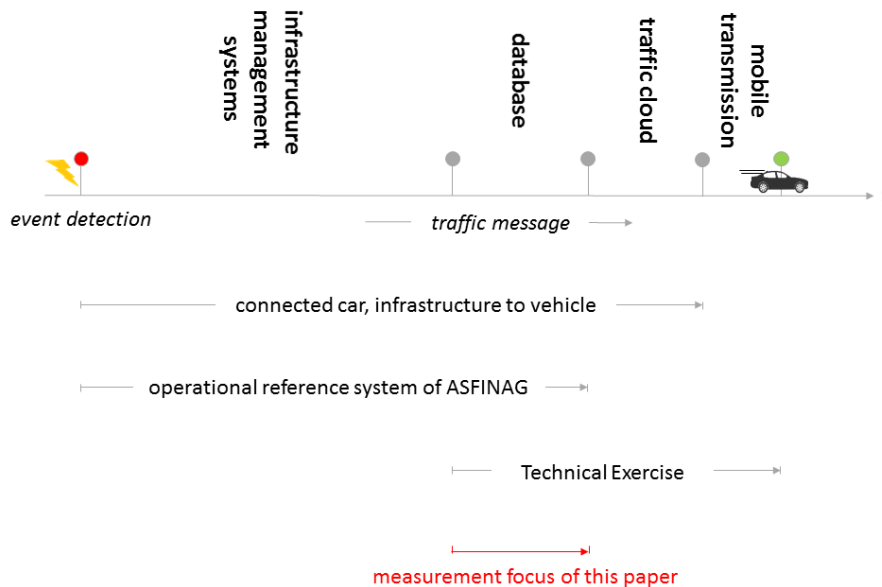 infrastructure
management
systems
database
traffic cloud
mobile
transmission
event detection
traffic message
connected car, infrastructure to vehicle
operational reference system of ASFINAG
Technical Exercise
measurement focus of this paper